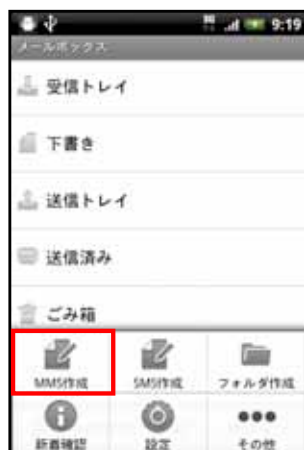 9:19
メールボックス
受信トレイ
下書き
送信トレイ
送信済み
ごみ箱
MMS作成
SMS作成
フォルダ作成
新着確認
設定
その他